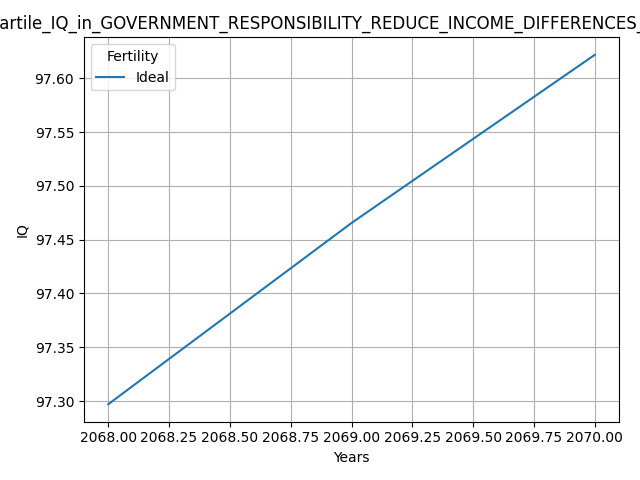 artile_IQ_in_GOVERNMENT_RESPONSIBILITY_REDUCE_INCOME_DIFFERENCES_
Fertility
Ideal
97.60
97.55
97.50
97.45
97.40
97.35
97.30
IQ
2068.00 2068.25 2068.50 2068.75 2069.00 2069.25 2069.50 2069.75 2070.00
Years